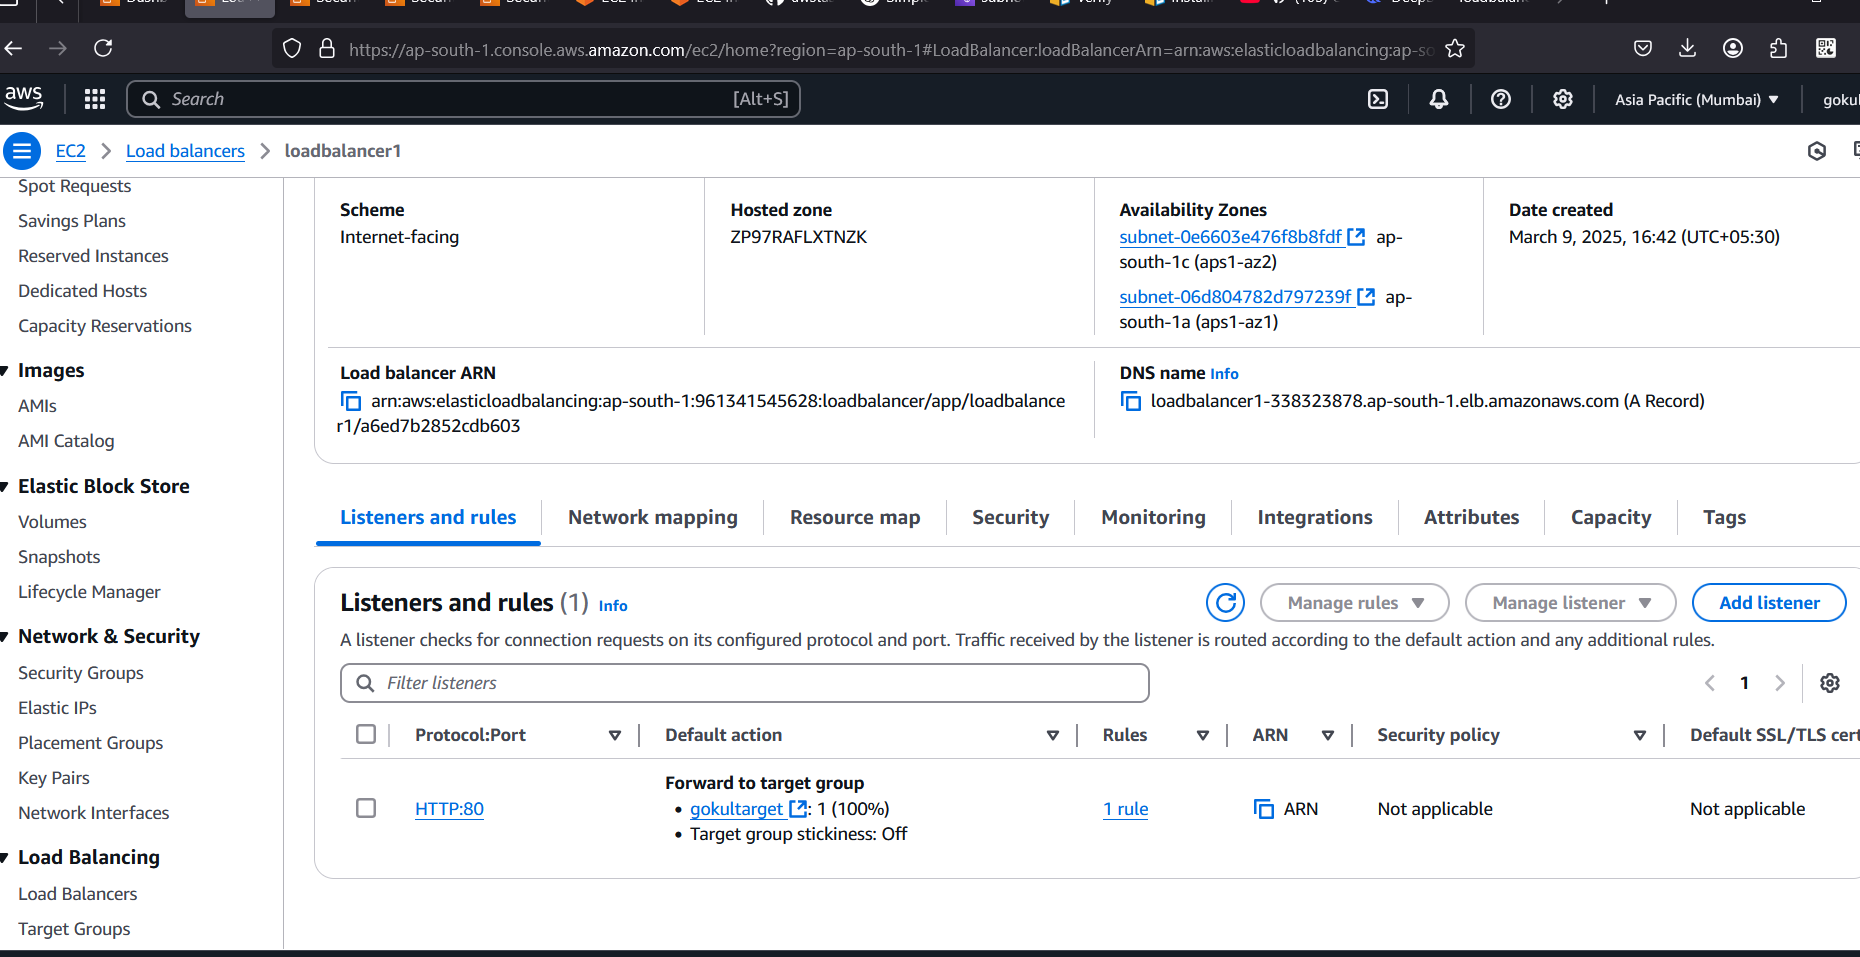 https://ap-south-1.console.aws.amazon.com/ec2/home?region=ap-south-1#LoadBalancer:loadBalancerArn=arn:aws:elasticloadbalancing:ap-so
aws
Search
[Alt+S]
Asia Pacific (Mumbai)
goku
EC2
Load balancers
loadbalancer1
Spot Requests
Savings Plans
Reserved Instances
Dedicated Hosts
Capacity Reservations
Images
AMIs
AMI Catalog
Elastic Block Store
Volumes
Snapshots
Lifecycle Manager
Network & Security
Security Groups
Elastic IPs
Placement Groups
Key Pairs
Network Interfaces
Load Balancing
Load Balancers
Target Groups
Scheme
Internet-facing
Hosted zone
ZP97RAFLXTNZK
Availability Zones
subnet-0e6603e476f8b8fdf ap-
south-1c (aps1-az2)
subnet-06d804782d797239f ap-
south-1a (aps1-az1)
Date created
March 9, 2025, 16:42 (UTC+05:30)
Load balancer ARN
arn:aws:elasticloadbalancing:ap-south-1:961341545628:loadbalancer/app/loadbalance
r1/a6ed7b2852cdb603
DNS name Info
loadbalancer1-338323878.ap-south-1.elb.amazonaws.com (A Record)
Listeners and rules
Network mapping
Resource map
Security
Monitoring
Integrations
Attributes
Capacity
Tags
Listeners and rules (1) Info
Manage rules
Manage listener
Add listener
A listener checks for connection requests on its configured protocol and port. Traffic received by the listener is routed according to the default action and any additional rules.
Filter listeners
1
Protocol:Port
Default action
Rules
ARN
Security policy
Default SSL/TLS cert
HTTP:80
Forward to target group
• gokultarget : 1 (100%)
• Target group stickiness: Off
1 rule
ARN
Not applicable
Not applicable